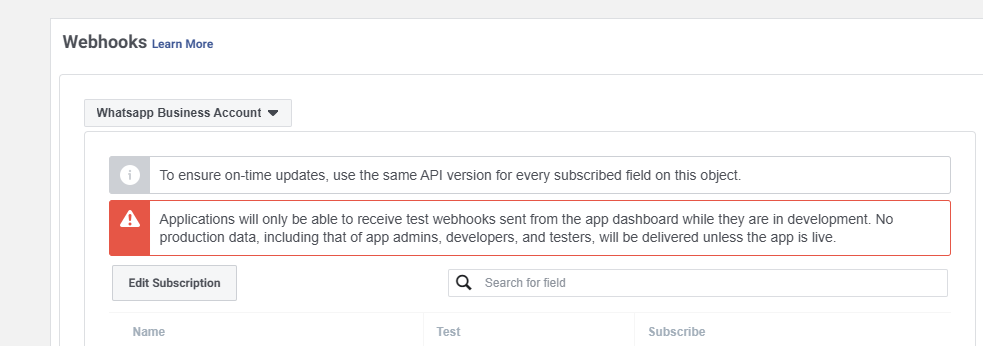 Webhooks Learn More
Whatsapp Business Account
To ensure on-time updates, use the same API version for every subscribed field on this object.
Applications will only be able to receive test webhooks sent from the app dashboard while they are in development. No
production data, including that of app admins, developers, and testers, will be delivered unless the app is live.
Edit Subscription
Search for field
Name Test Subscribe